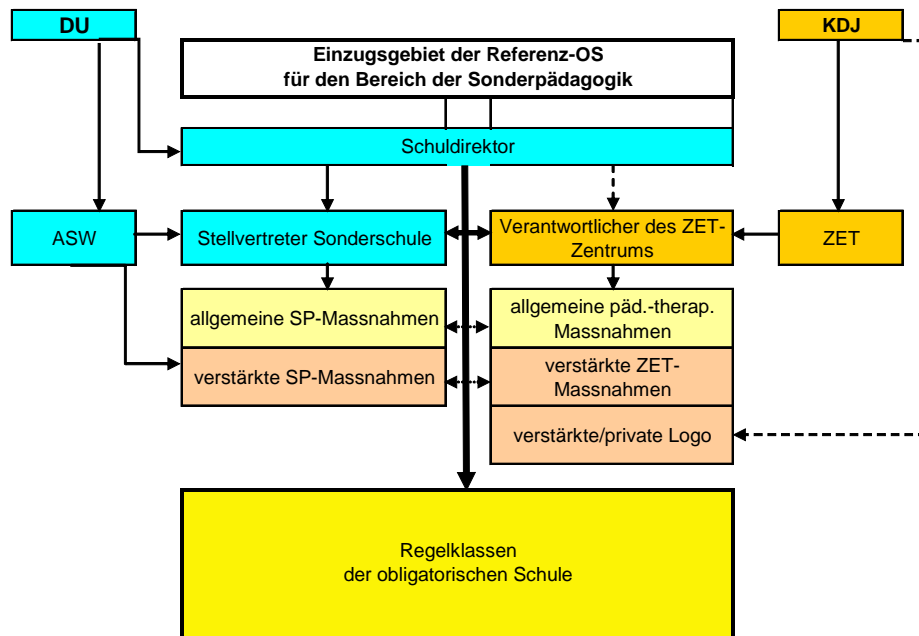 DU
KDJ
Einzugsgebiet der Referenz-OS
für den Bereich der Sonderpädagogik
Schuldirektor
ASW
Stellvertreter Sonderschule
Verantwortlicher des ZET-
Zentrums
ZET
allgemeine SP-Massnahmen
allgemeine päd.-therap.
Massnahmen
verstärkte SP-Massnahmen
verstärkte ZET-
Massnahmen
verstärkte/private Logo
Regelklassen
der obligatorischen Schule